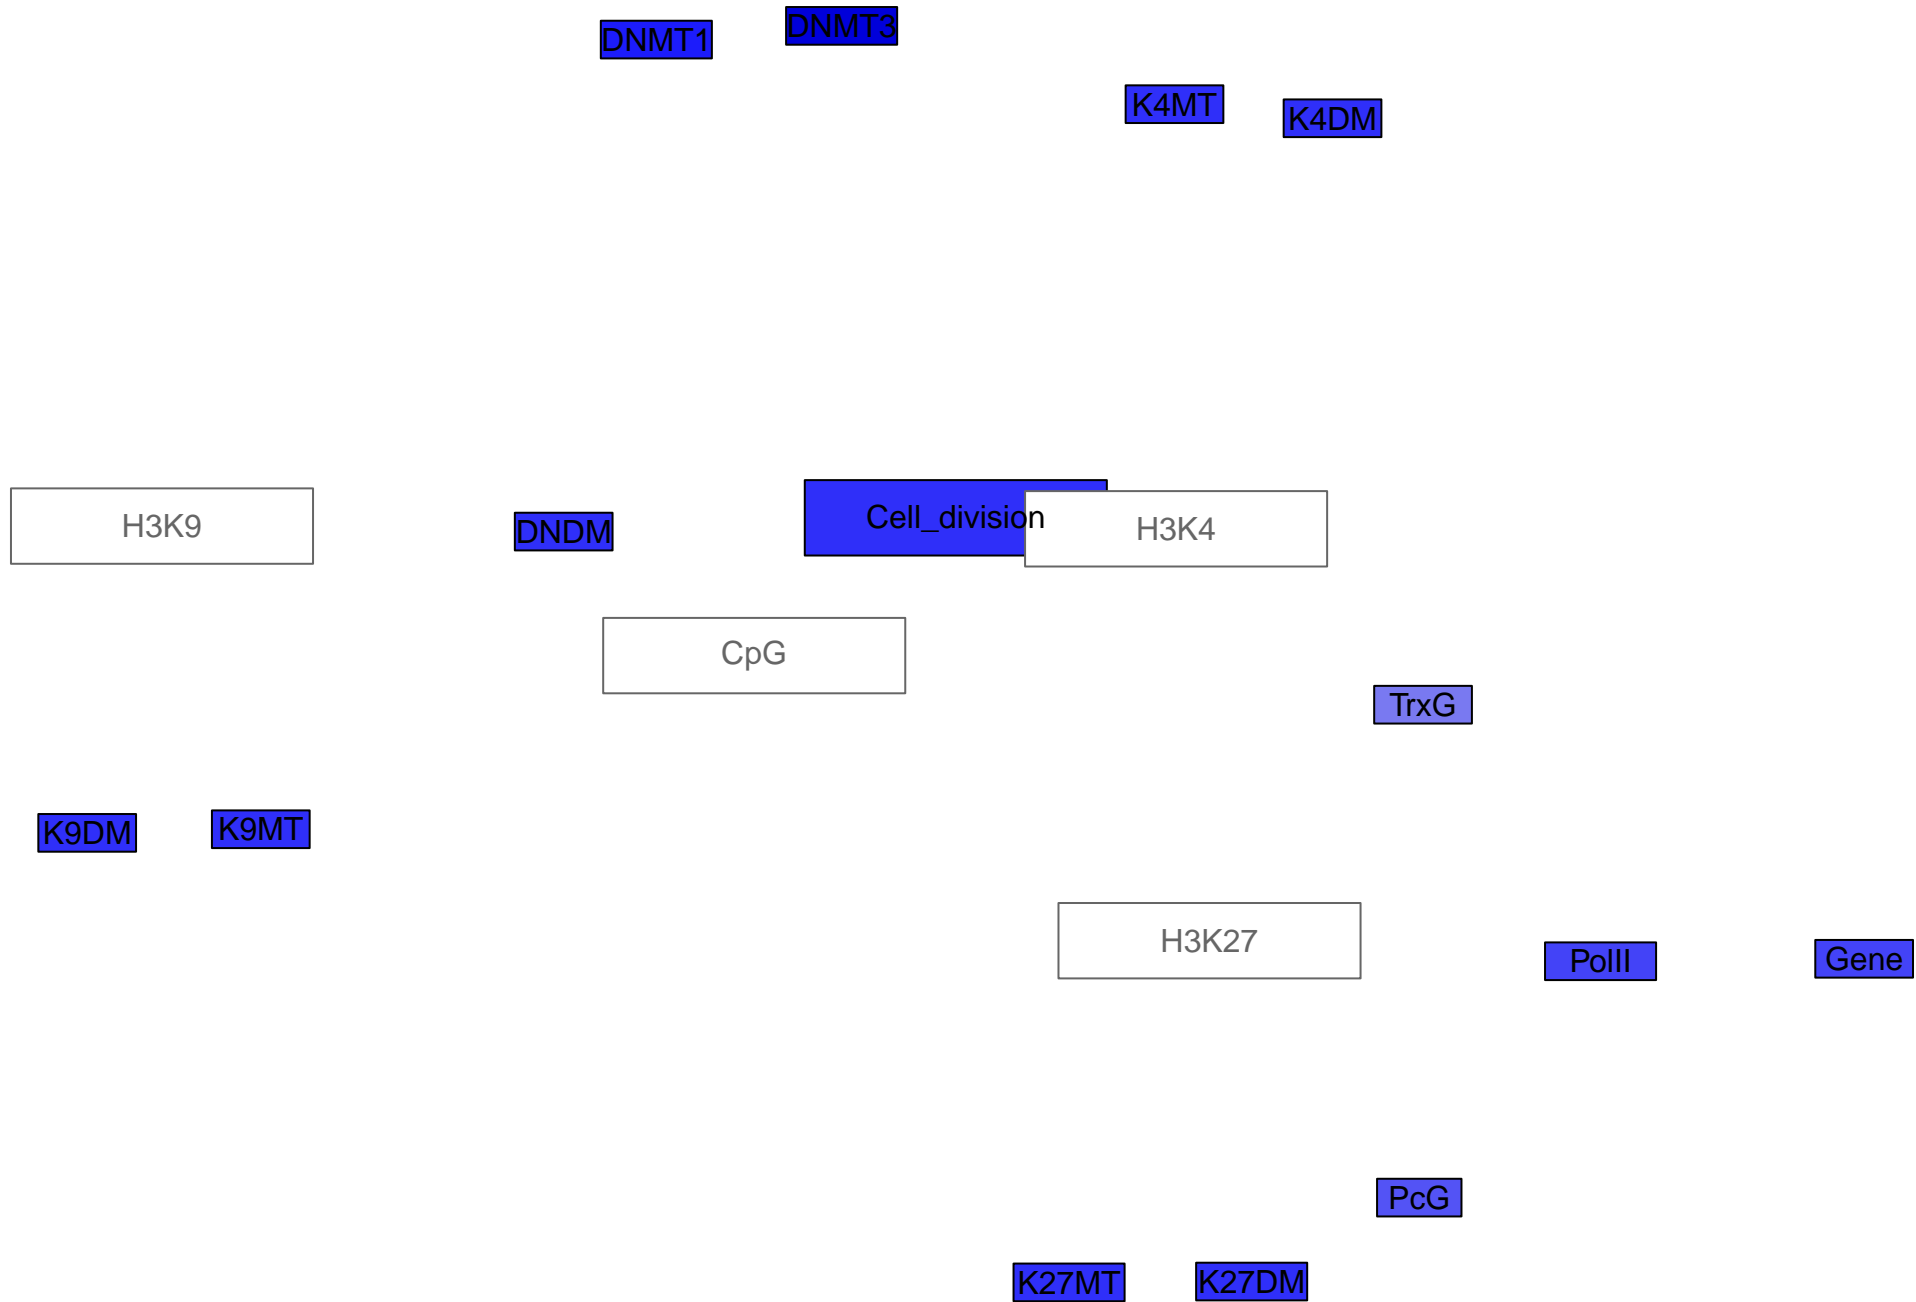 DNMT1
DNMT3
K4MT
K4DM
H3K9
DNDM
Cell_division
H3K4
CpG
TrxG
K9DM
K9MT
H3K27
PolII
Gene
PcG
K27MT
K27DM